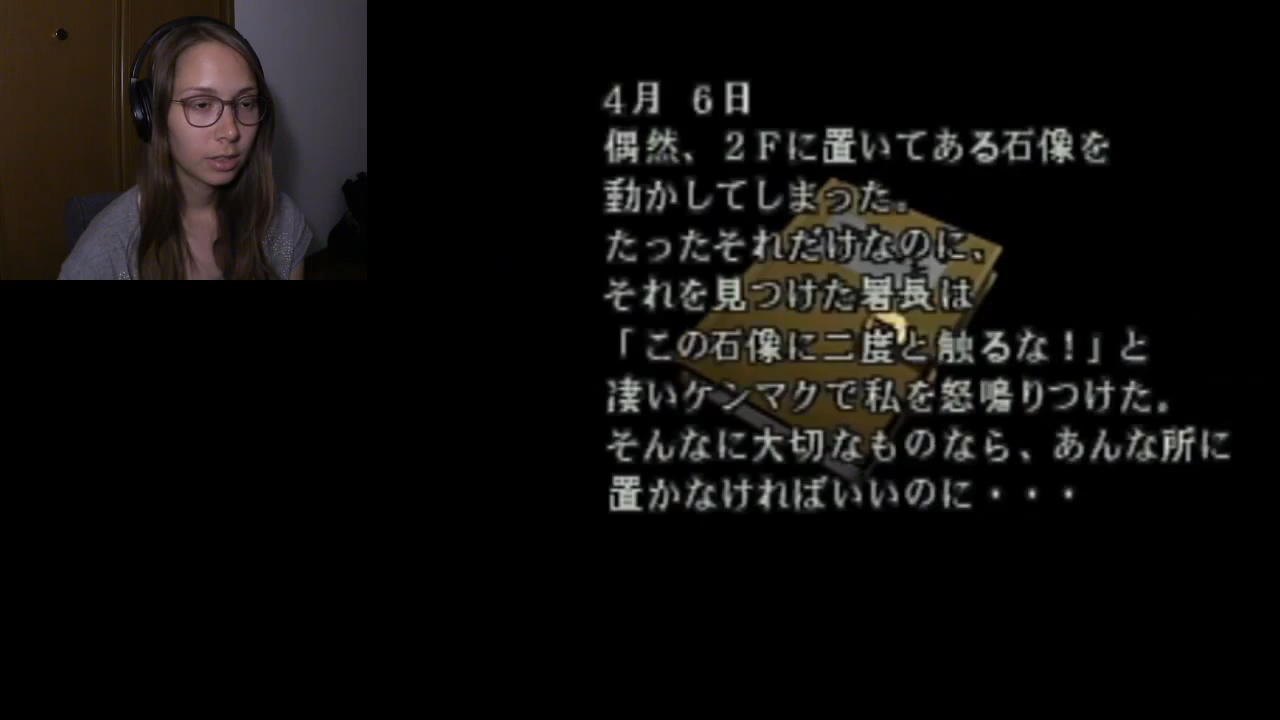 ４月　６日
偶然、２Ｆに置いてある石像を
動かしてしまった。
たったそれだけなのに、
それを見つけた署長は
「この石像に二度と触るな！」と
凄いケンマクで私を怒鳴りつけた。
そんなに大切なものなら、あんな所に
置かなければいいのに・・・